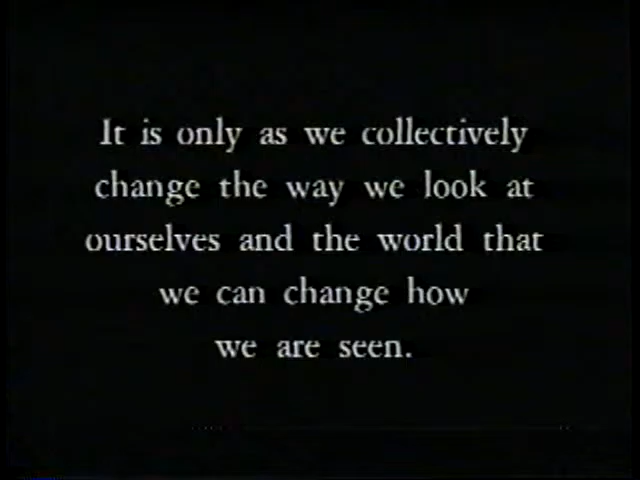 It is only as we collectively
change the way we look at
ourselves and the world that
we can change how
we are seen.